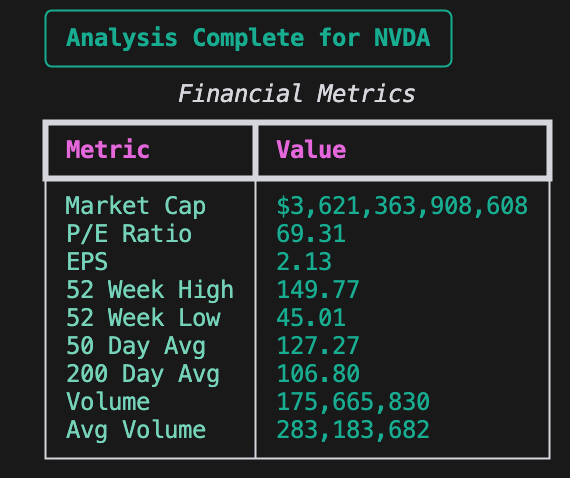 Analysis Complete for NVDA
Financial Metrics
Metric Value
Market Cap $3,621,363,908,608
P/E Ratio 69.31
EPS 2.13
52 Week High 149.77
52 Week Low 45.01
50 Day Avg 127.27
200 Day Avg 106.80
Volume 175,665,830
Avg Volume 283,183,682